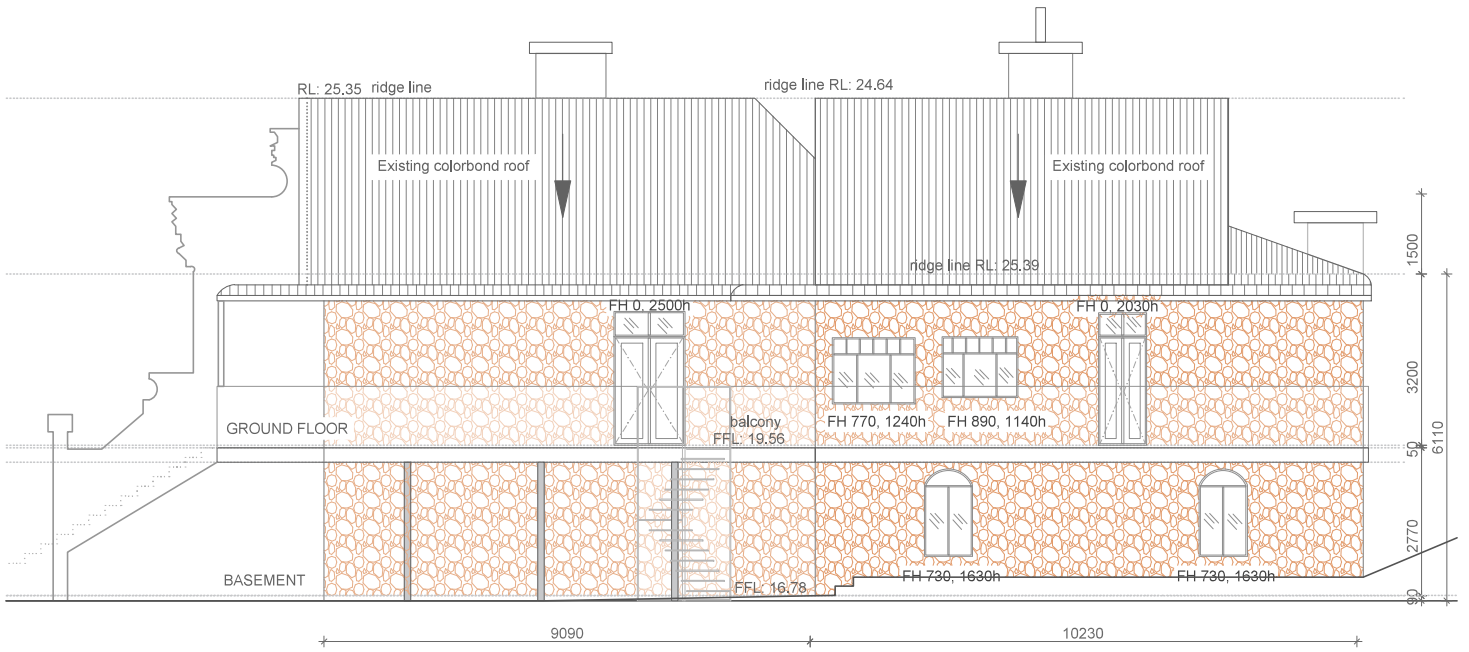 RL: 25.35 ridge line
ridge line RL: 24.64
Existing colorbond roof
Existing colorbond roof
ridge line RL: 25.39
1500
FH 0, 2500h
FH 0, 2030h
3200
6110
balcony
FFL: 19.56
FH 770, 1240h
FH 890, 1140h
GROUND FLOOR
50
2770
BASEMENT
FFL: 16.78
FH 730, 1630h
FH 730, 1630h
90
9090
10230